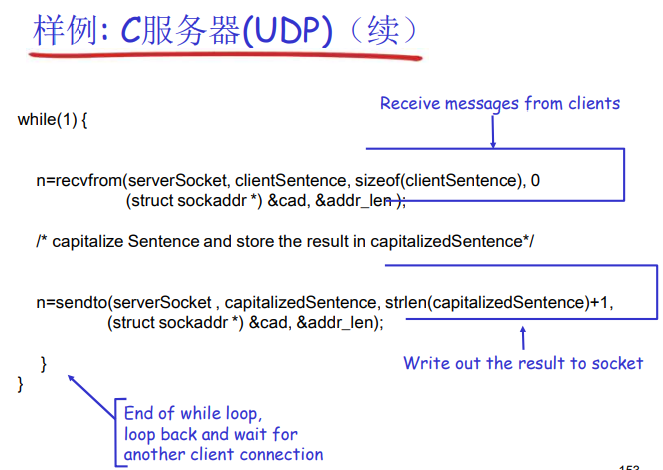 样例: C服务器(UDP)（续）
Receive messages from clients
while(1) {
n=recvfrom(serverSocket, clientSentence, sizeof(clientSentence), 0
(struct sockaddr *) &cad, &addr_len );
/* capitalize Sentence and store the result in capitalizedSentence*/
n=sendto(serverSocket , capitalizedSentence, strlen(capitalizedSentence)+1,
(struct sockaddr *) &cad, &addr_len);
Write out the result to socket
}
}
End of while loop,
loop back and wait for
another client connection